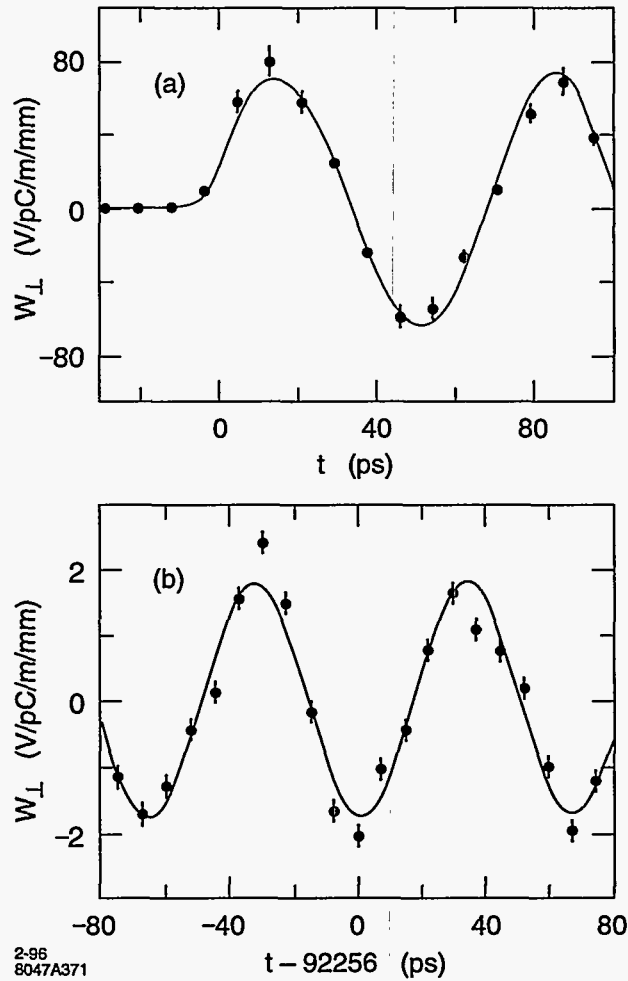 80
(a)
W⊥ (V/pC/m/mm)
0
−80
0 40 80
t (ps)
2
(b)
W⊥ (V/pC/m/mm)
0
−2
−80 −40 0 40 80
t − 92256 (ps)
2-96
8047A371